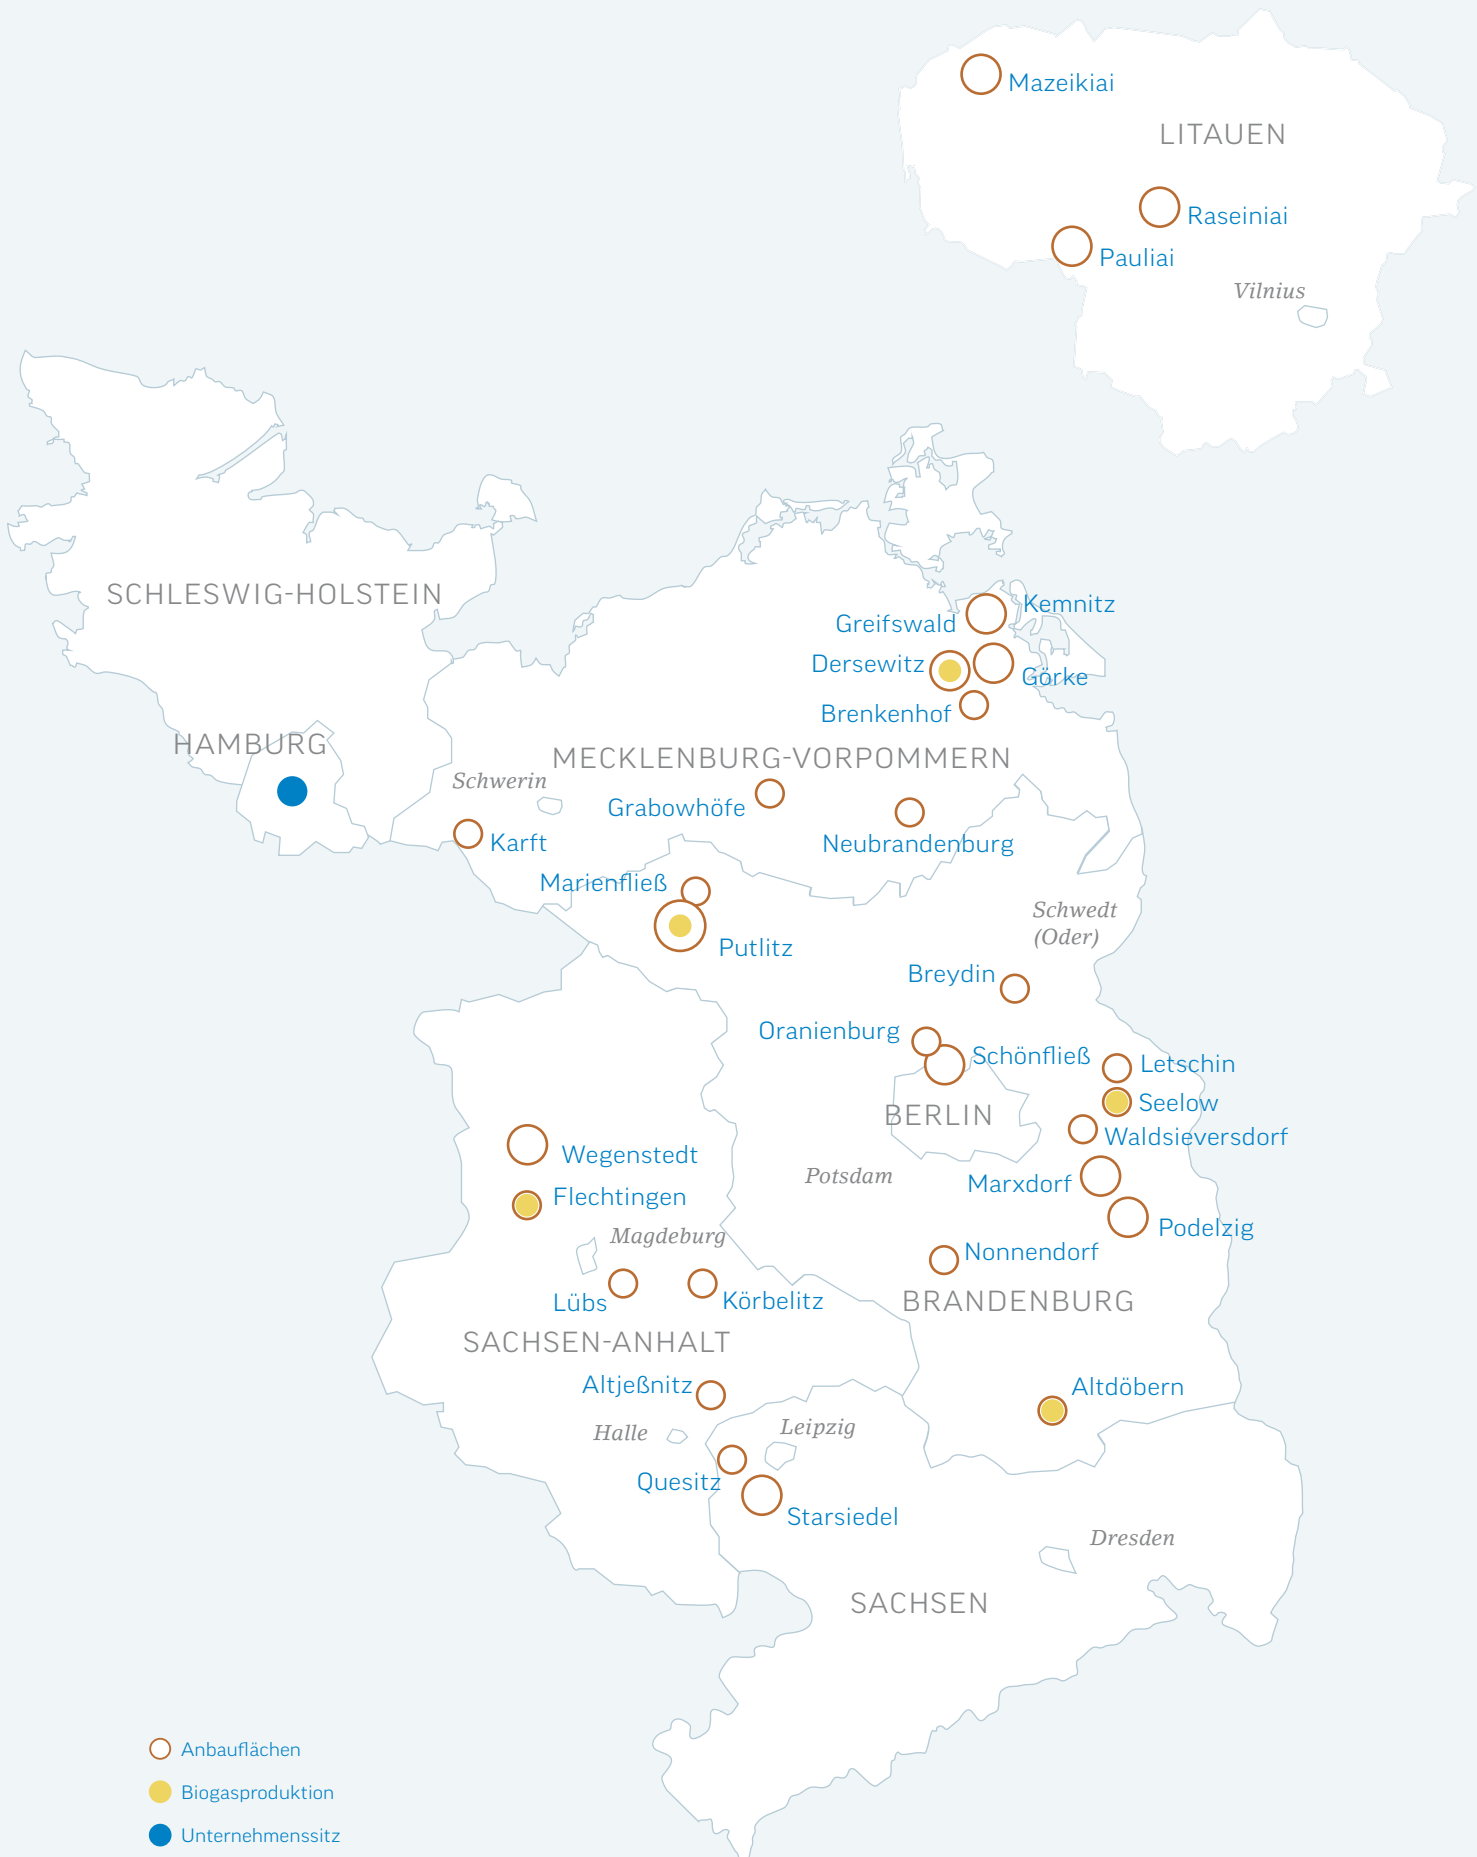 Mazeikiai
LITAUEN
Raseiniai
Pauliai
Vilnius
SCHLESWIG-HOLSTEIN
Kemnitz
Greifswald
Dersewitz
Görke
Brenkenhof
HAMBURG
MECKLENBURG-VORPOMMERN
Schwerin
Grabowhöfe
Karft
Neubrandenburg
Marienfließ
Schwedt
(Oder)
Putlitz
Breydin
Oranienburg
Schönfließ
Letschin
Seelow
BERLIN
Waldsieversdorf
Wegenstedt
Potsdam
Marxdorf
Flechtingen
Podelzig
Magdeburg
Nonnendorf
Lübs
Körbelitz
BRANDENBURG
SACHSEN-ANHALT
Altjeßnitz
Altdöbern
Halle
Leipzig
Quesitz
Starsiedel
Dresden
SACHSEN
Anbauflächen
Biogasproduktion
Unternehmenssitz